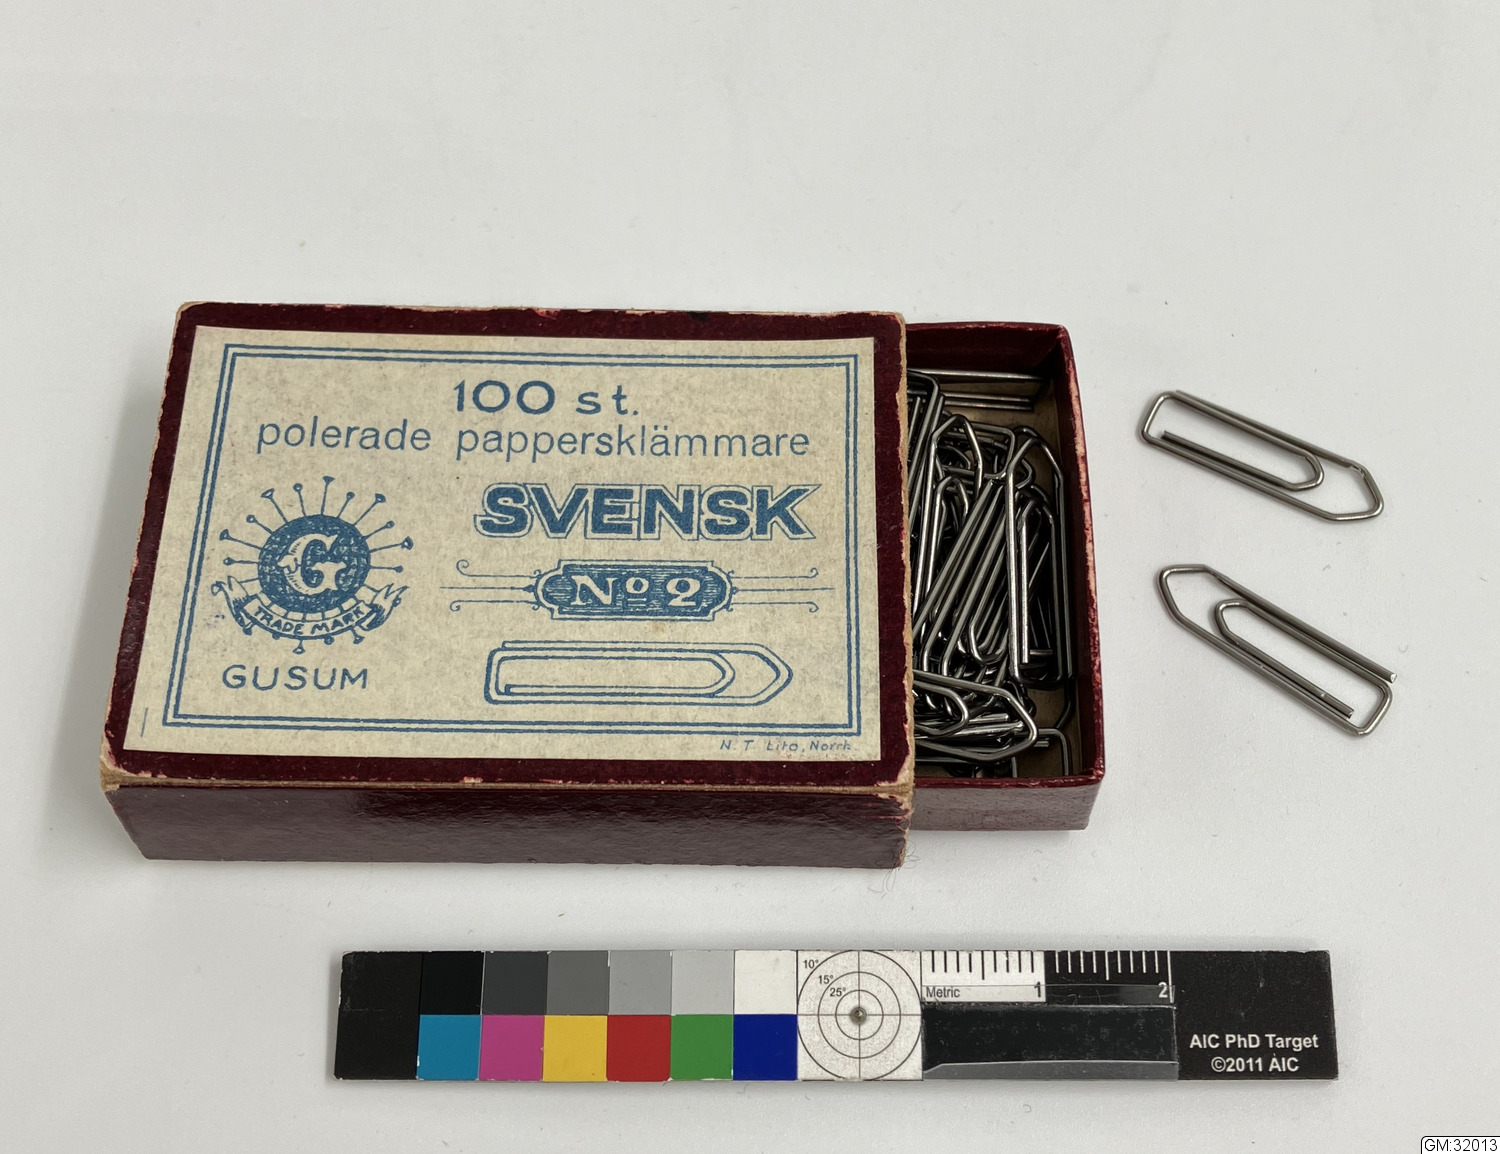 100 st.
polerade pappersklämmare
SVENSK
No 2
G
TRADE MARK
GUSUM
N. T. Lito, Norrk.
10°
15°
25°
Metric 1 2
AIC PhD Target
©2011 AIC
GM:32013